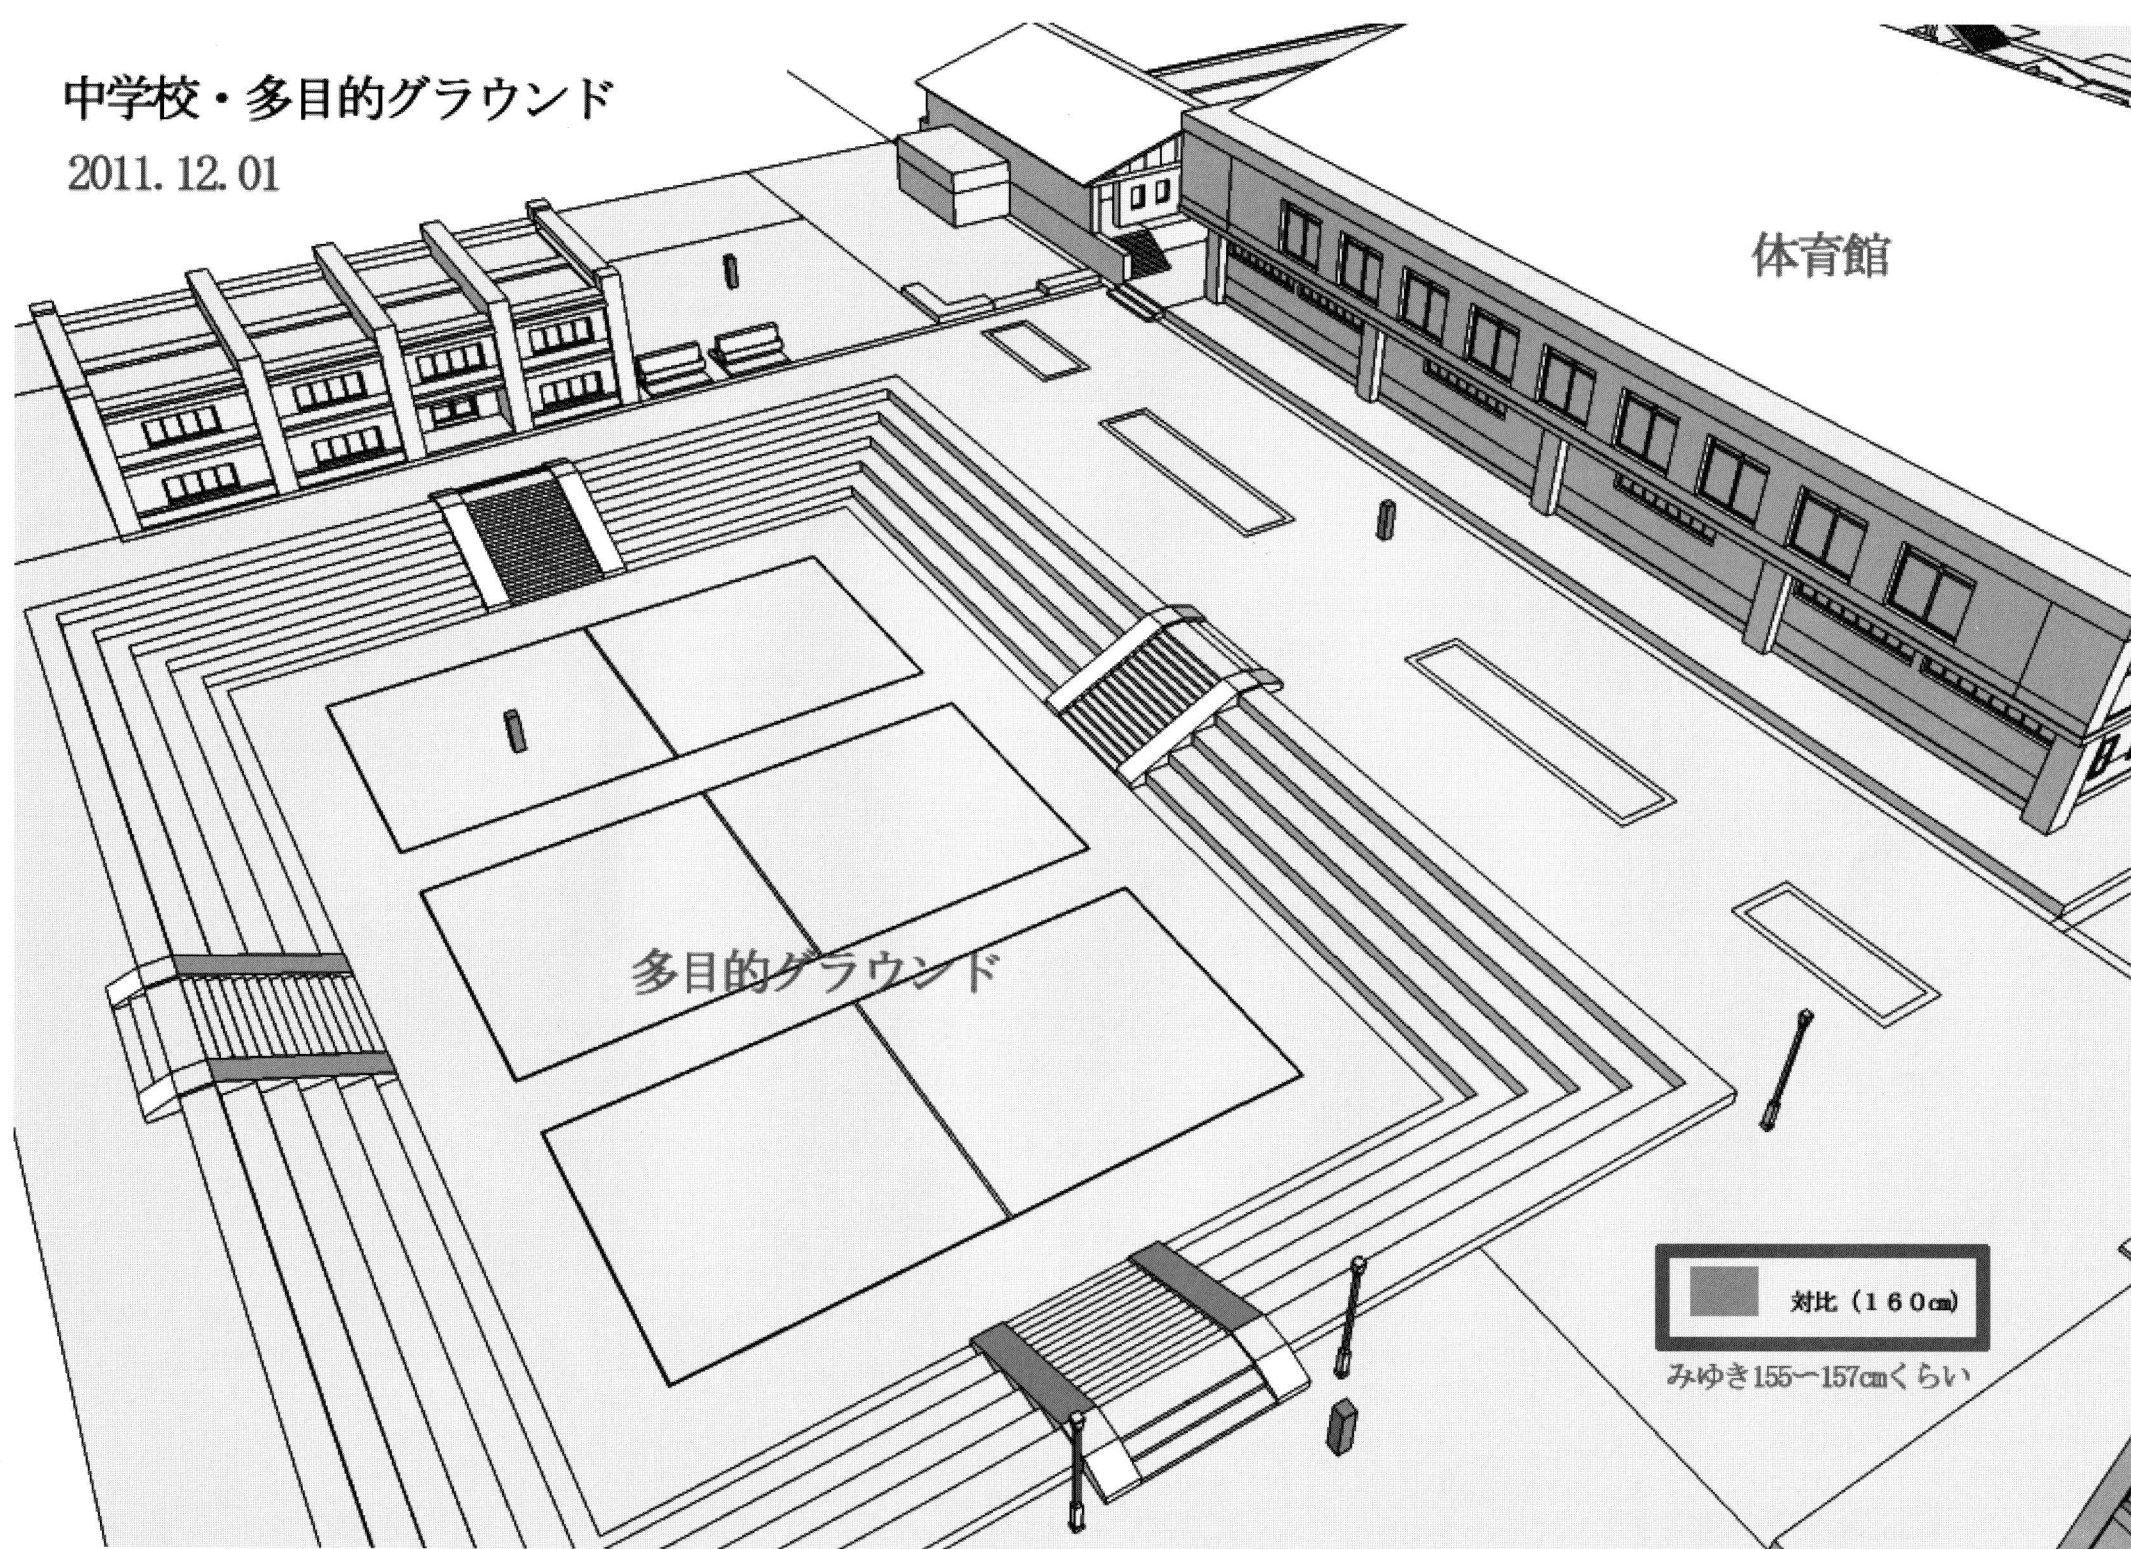 中学校・多目的グラウンド
2011.12.01
体育館
多目的グラウンド
対比（１６０㎝）
みゆき155〜157㎝くらい